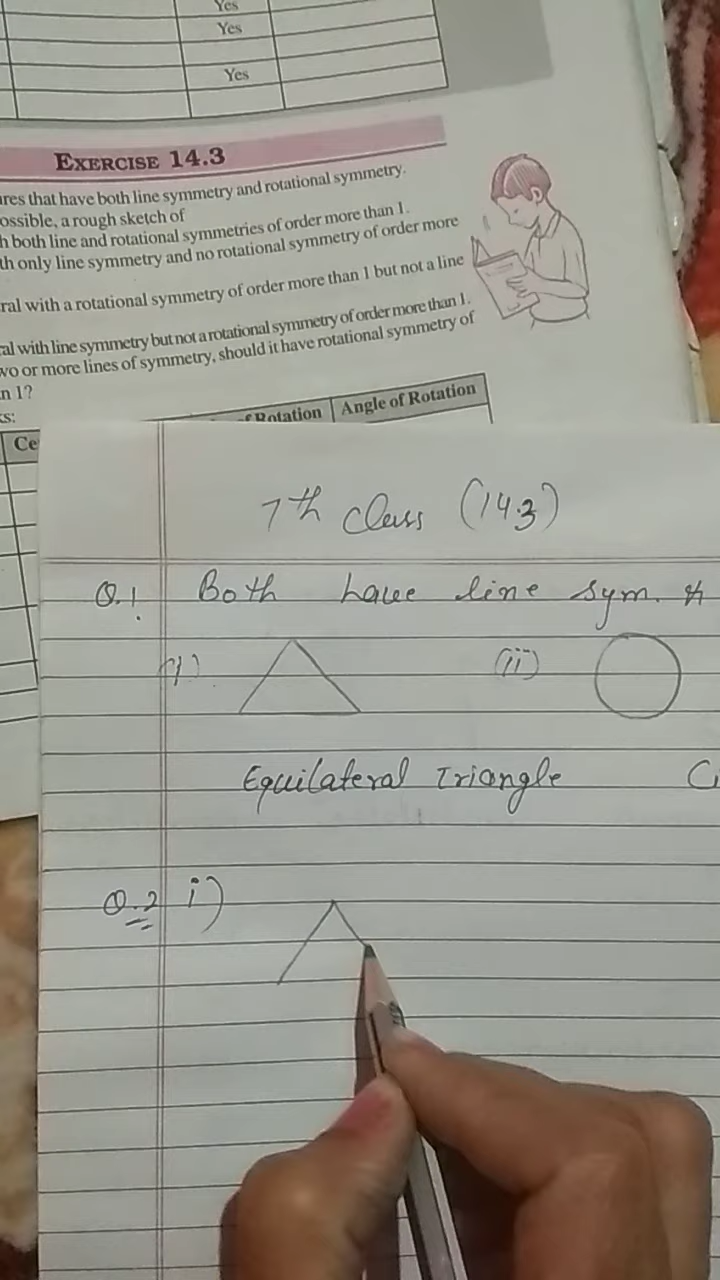 Yes
Yes
Yes
EXERCISE 14.3
res that have both line symmetry and rotational symmetry.
ossible, a rough sketch of
h both line and rotational symmetries of order more than 1.
th only line symmetry and no rotational symmetry of order more
ral with a rotational symmetry of order more than 1 but not a line
al with line symmetry but not a rotational symmetry of order more than 1.
wo or more lines of symmetry, should it have rotational symmetry of
n 1?
ks:
Ce
of Rotation
Angle of Rotation
7th class (14.3)
Q.1 Both have line sym. &
(i)
(ii)
Equilateral Triangle
Ci
Q.2 i)